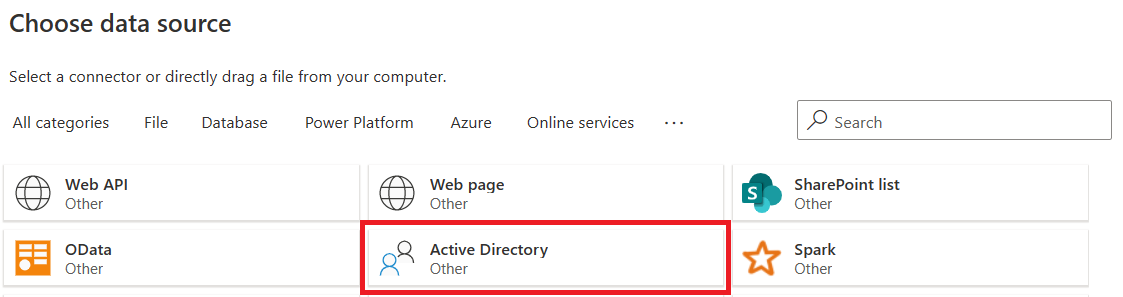 Choose data source
Select a connector or directly drag a file from your computer.
All categories File Database Power Platform Azure Online services ... Search
Web API Web page SharePoint list
Other Other Other
S
OData Active Directory Spark
Other Other Other